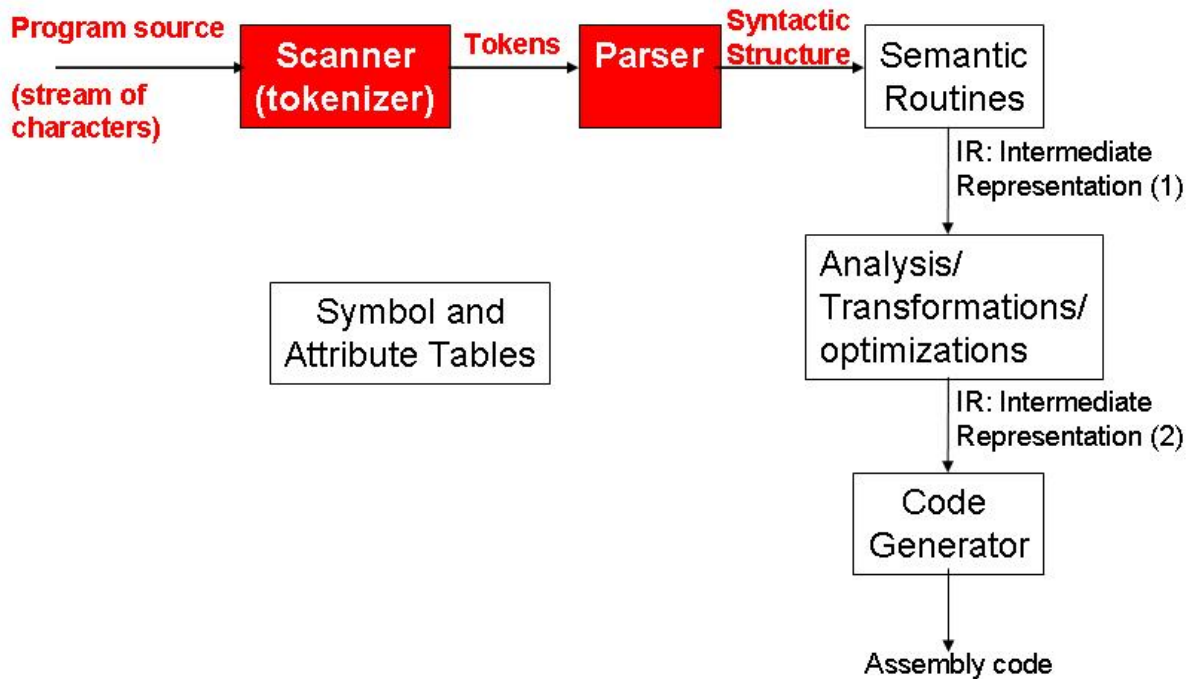 Program source
(stream of
characters)
Scanner
(tokenizer)
Tokens
Parser
Syntactic
Structure
Semantic
Routines
IR: Intermediate
Representation (1)
Analysis/
Transformations/
optimizations
Symbol and
Attribute Tables
IR: Intermediate
Representation (2)
Code
Generator
Assembly code